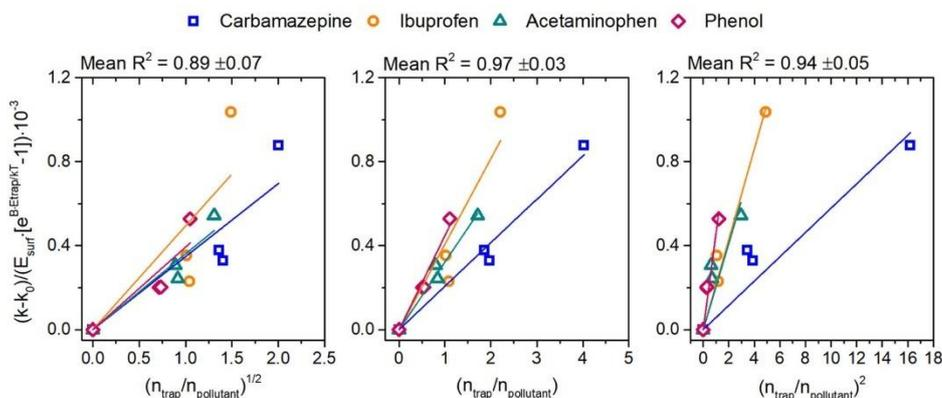 Carbamazepine Ibuprofen Acetaminophen Phenol
Mean R² = 0.89 ±0.07
Mean R² = 0.97 ±0.03
Mean R² = 0.94 ±0.05
(k-k₀)/(E_surf·[e^B·Etrap/kT-1])·10⁻³
1.2
0.8
0.4
0.0
0.0 0.5 1.0 1.5 2.0 2.5
(n_trap/n_pollutant)^1/2
0 1 2 3 4 5
(n_trap/n_pollutant)
0 2 4 6 8 10 12 14 16 18
(n_trap/n_pollutant)²